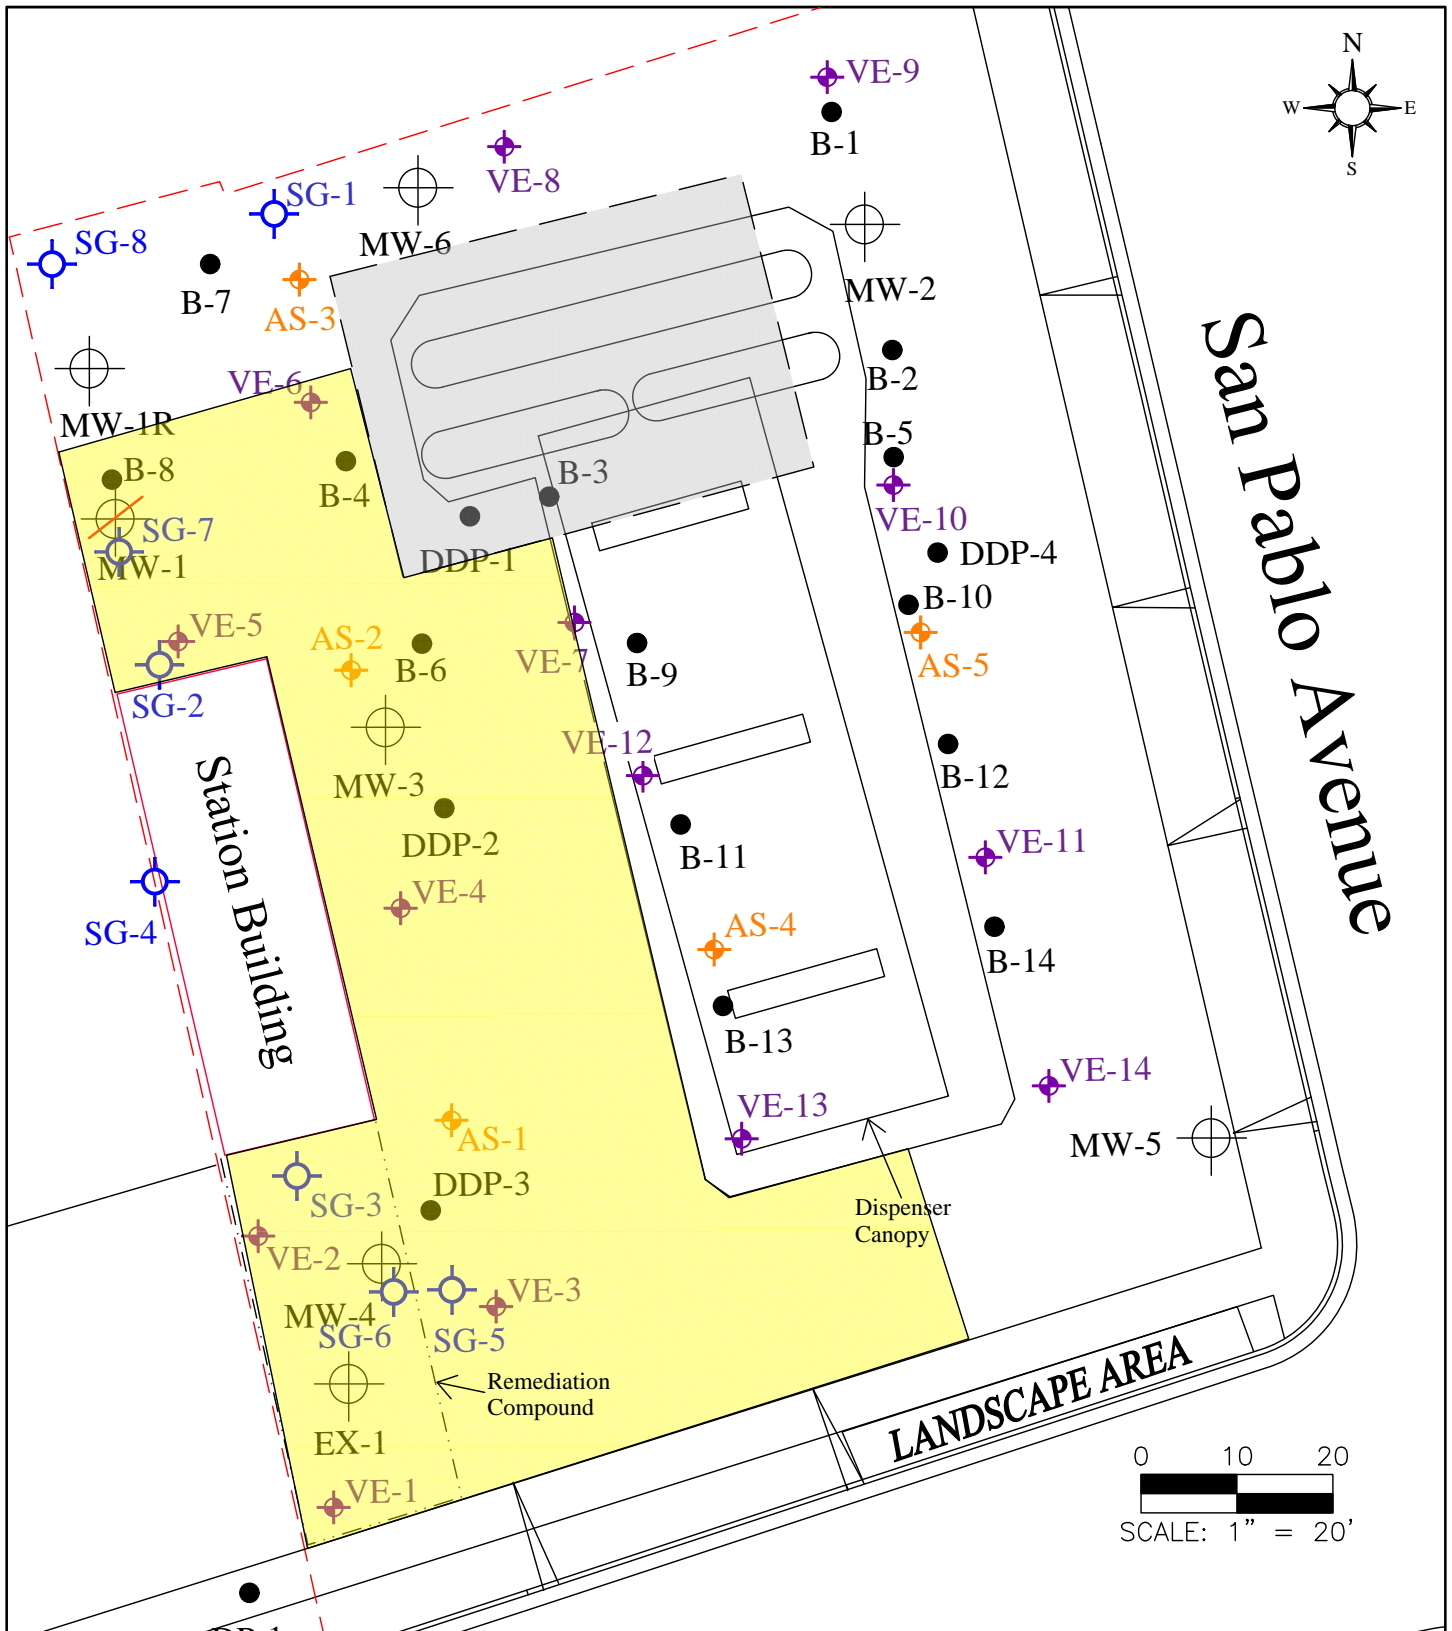 N
W
E
S
VE-9
B-1
VE-8
SG-1
MW-6
SG-8
B-7
AS-3
MW-2
VE-6
B-2
MW-1R
B-5
B-8
B-4
B-3
SG-7
VE-10
MW-1
DDP-1
DDP-4
B-10
VE-5
AS-2
B-6
VE-7
B-9
AS-5
SG-2
VE-12
MW-3
B-12
DDP-2
B-11
VE-11
VE-4
SG-4
AS-4
B-14
B-13
San Pablo Avenue
Station Building
VE-14
VE-13
AS-1
MW-5
SG-3
DDP-3
Dispenser
Canopy
VE-2
MW-4
VE-3
SG-6
SG-5
Remediation
Compound
EX-1
VE-1
LANDSCAPE AREA
0 10 20
SCALE: 1" = 20'